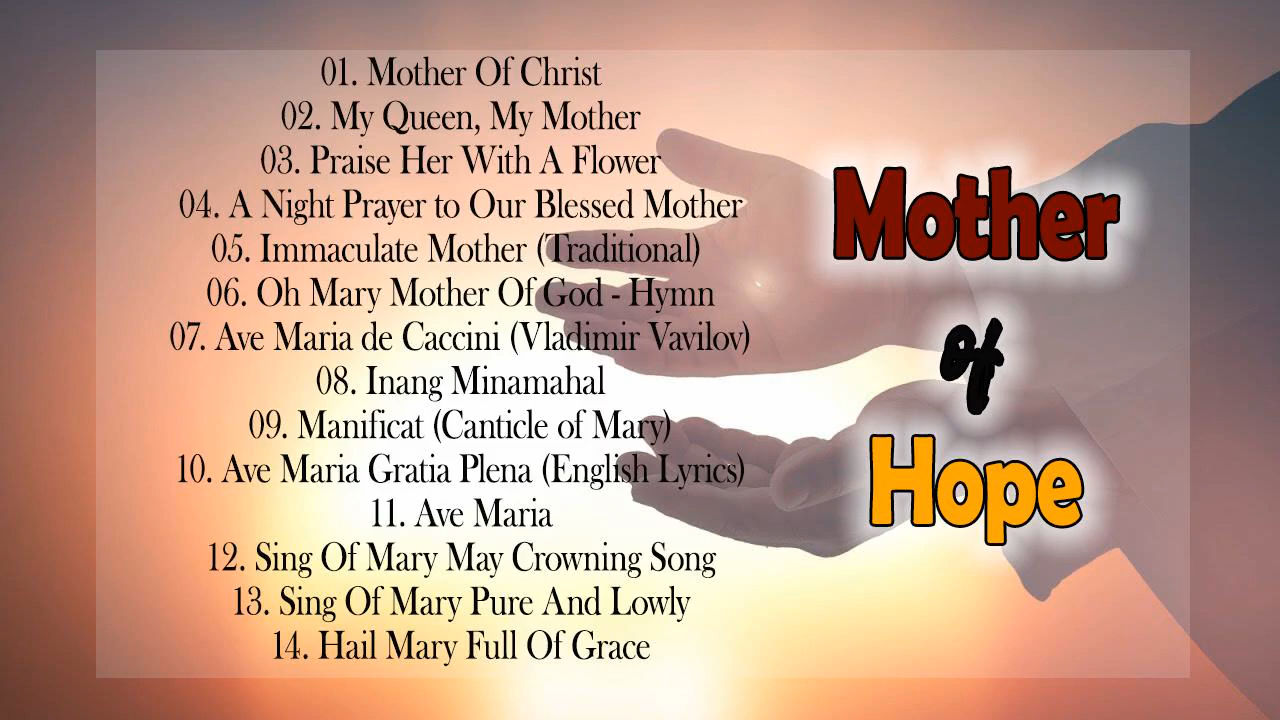 01. Mother Of Christ
02. My Queen, My Mother
03. Praise Her With A Flower
04. A Night Prayer to Our Blessed Mother
05. Immaculate Mother (Traditional)
06. Oh Mary Mother Of God - Hymn
07. Ave Maria de Caccini (Vladimir Vavilov)
08. Inang Minamahal
09. Manificat (Canticle of Mary)
10. Ave Maria Gratia Plena (English Lyrics)
11. Ave Maria
12. Sing Of Mary May Crowning Song
13. Sing Of Mary Pure And Lowly
14. Hail Mary Full Of Grace
Mother
of
Hope